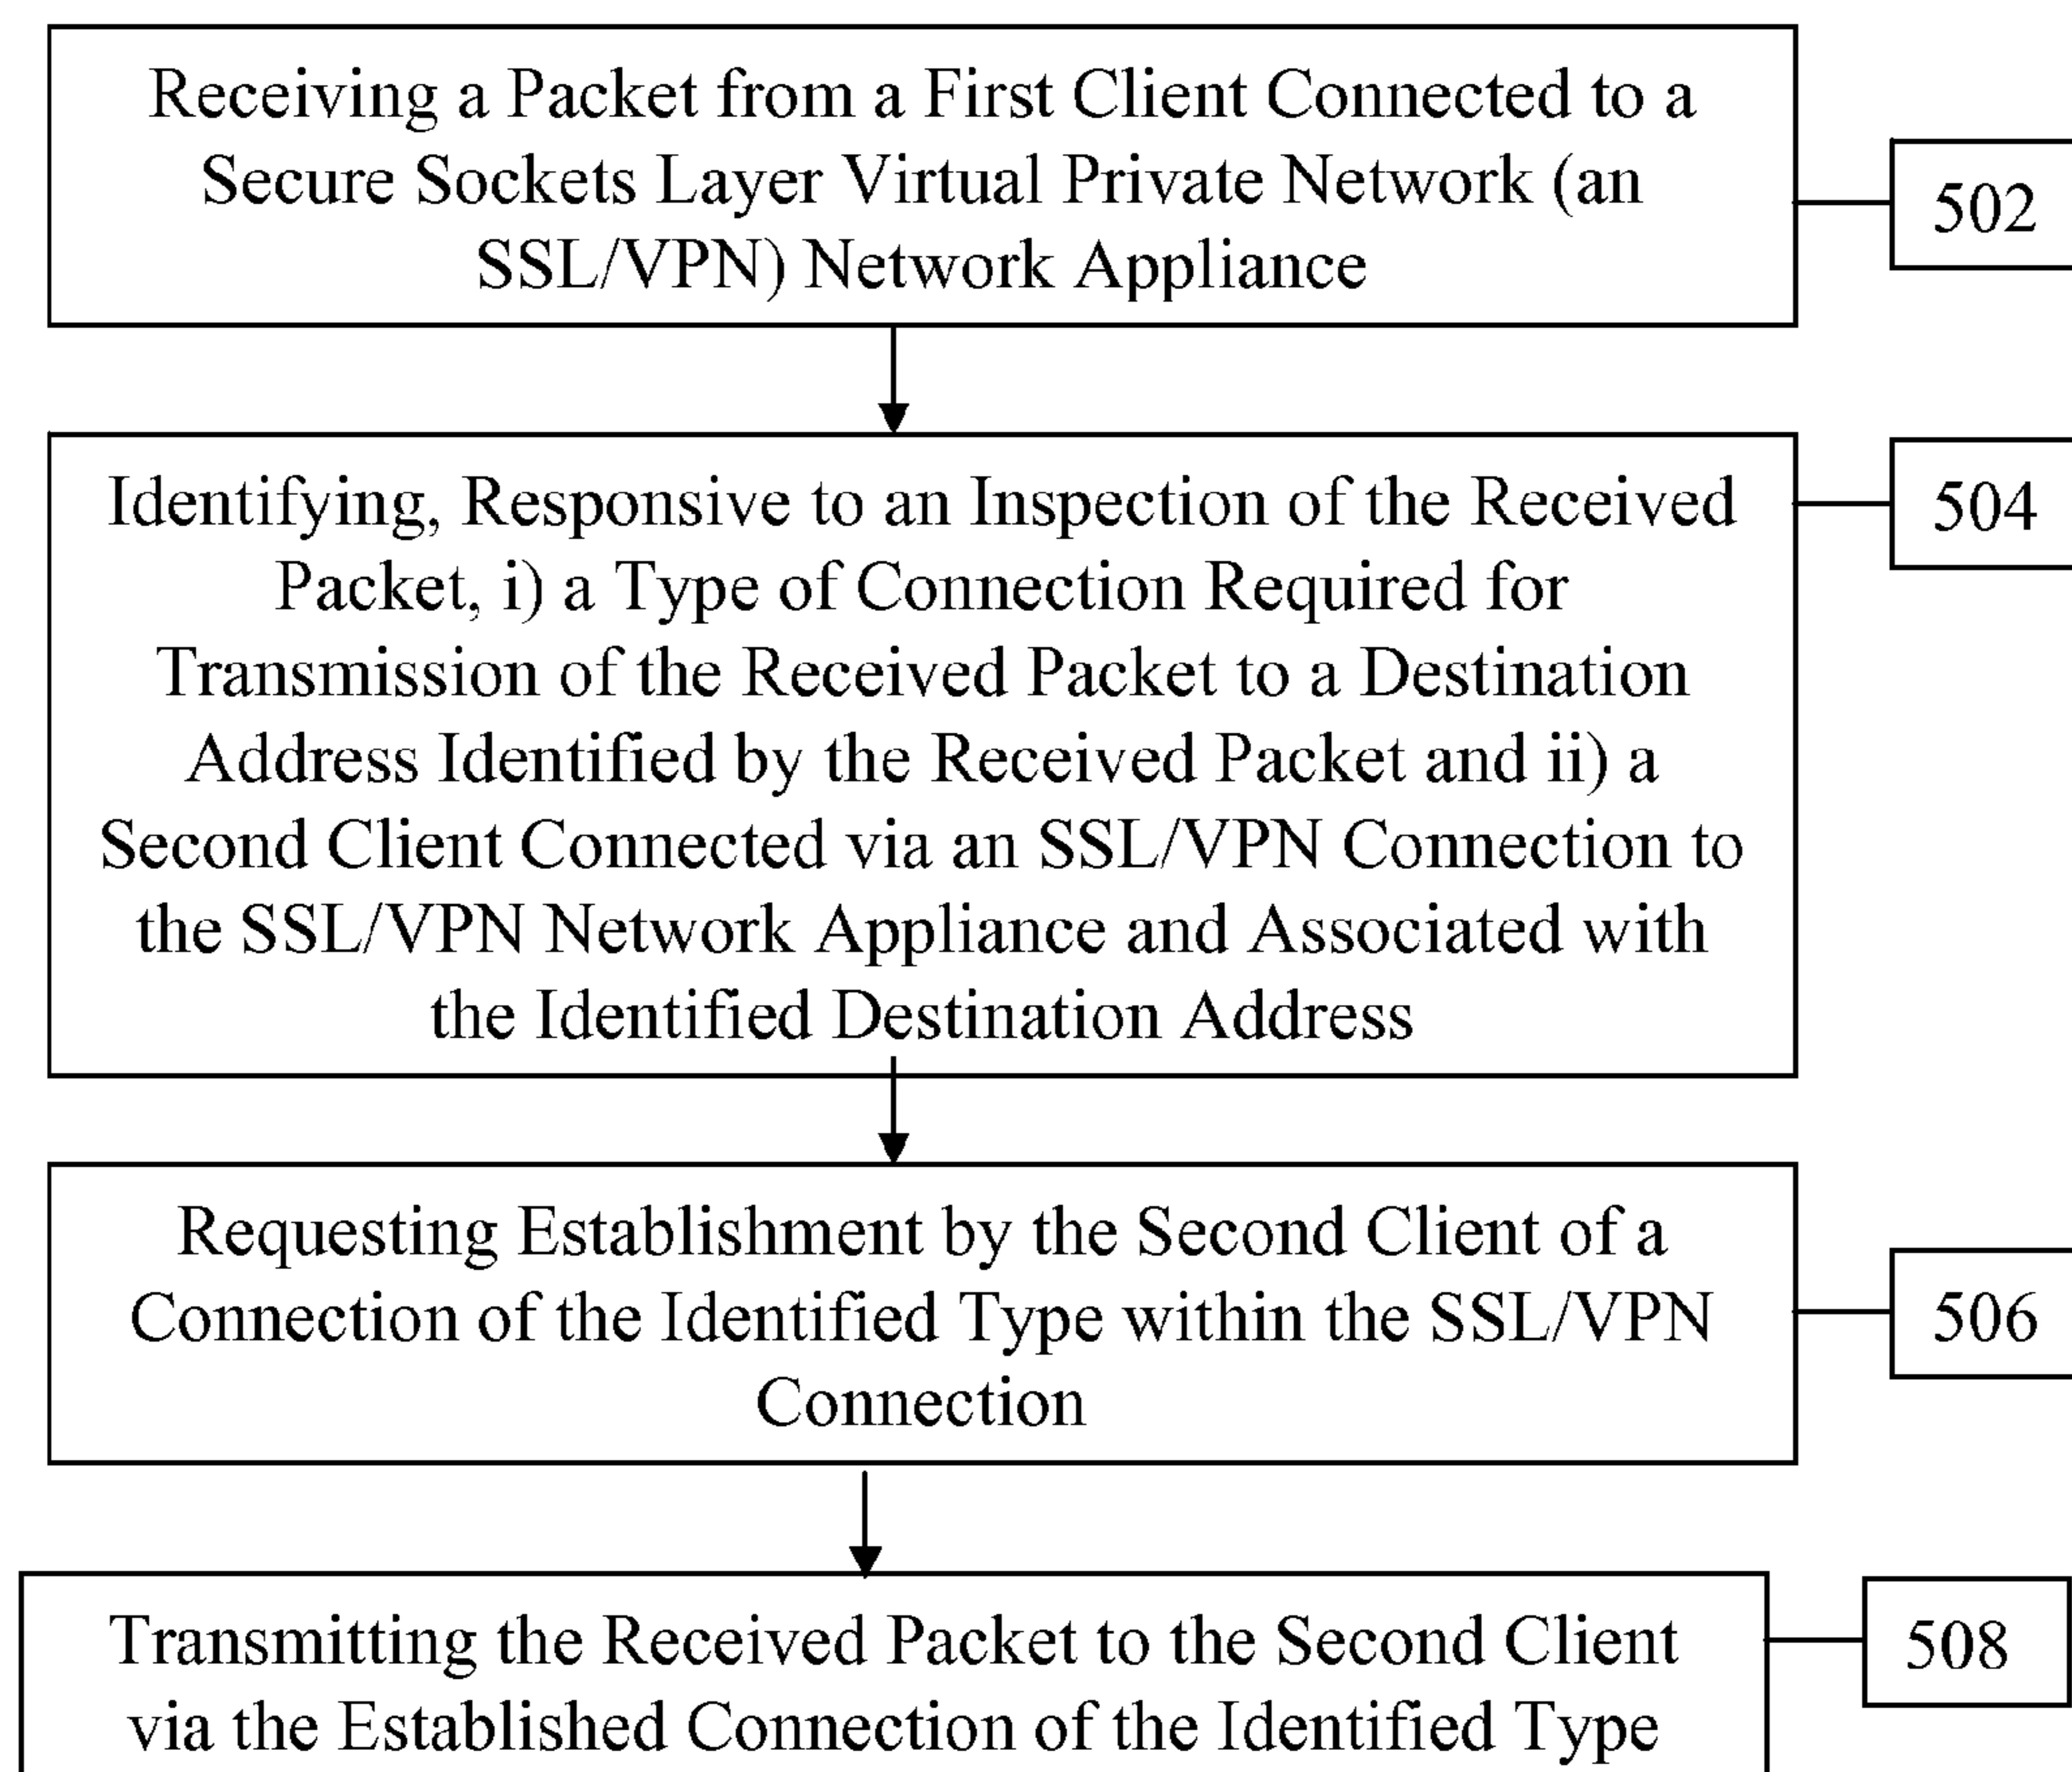 Receiving a Packet from a First Client Connected to a
Secure Sockets Layer Virtual Private Network (an
SSL/VPN) Network Appliance
502
Identifying, Responsive to an Inspection of the Received
Packet, i) a Type of Connection Required for
Transmission of the Received Packet to a Destination
Address Identified by the Received Packet and ii) a
Second Client Connected via an SSL/VPN Connection to
the SSL/VPN Network Appliance and Associated with
the Identified Destination Address
504
Requesting Establishment by the Second Client of a
Connection of the Identified Type within the SSL/VPN
Connection
506
Transmitting the Received Packet to the Second Client
via the Established Connection of the Identified Type
508